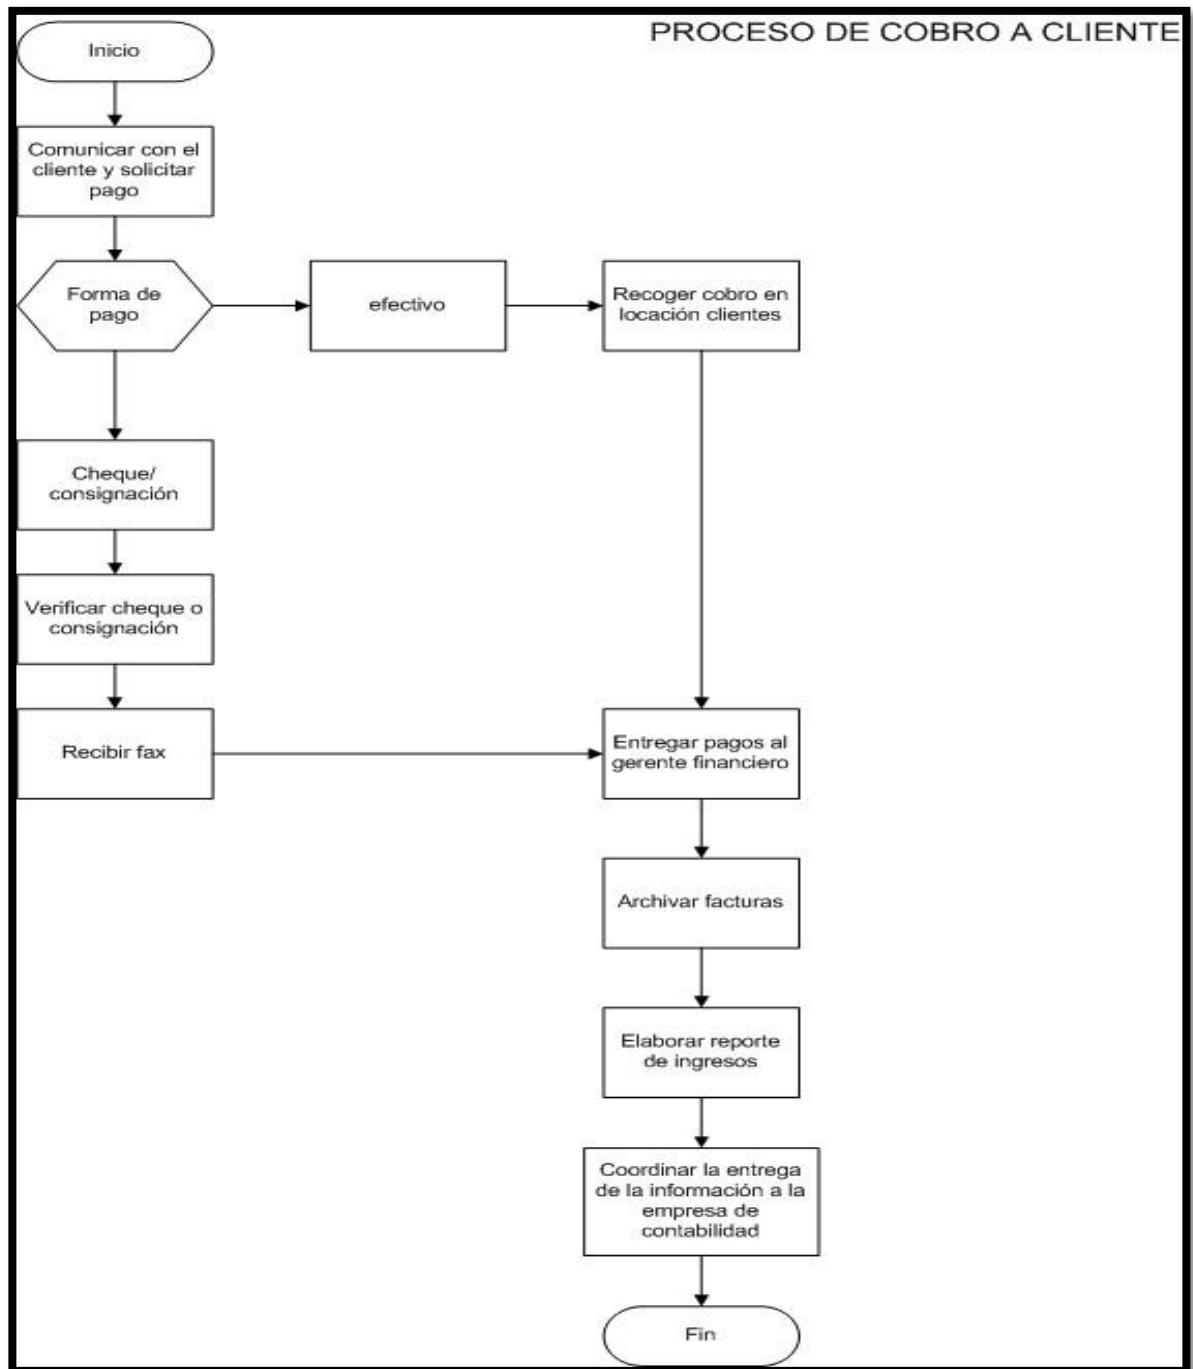 PROCESO DE COBRO A CLIENTE
Inicio
Comunicar con el
cliente y solicitar
pago
Forma de
pago
efectivo
Recoger cobro en
locación clientes
Cheque/
consignación
Verificar cheque o
consignación
Recibir fax
Entregar pagos al
gerente financiero
Archivar facturas
Elaborar reporte
de ingresos
Coordinar la entrega
de la información a la
empresa de
contabilidad
Fin